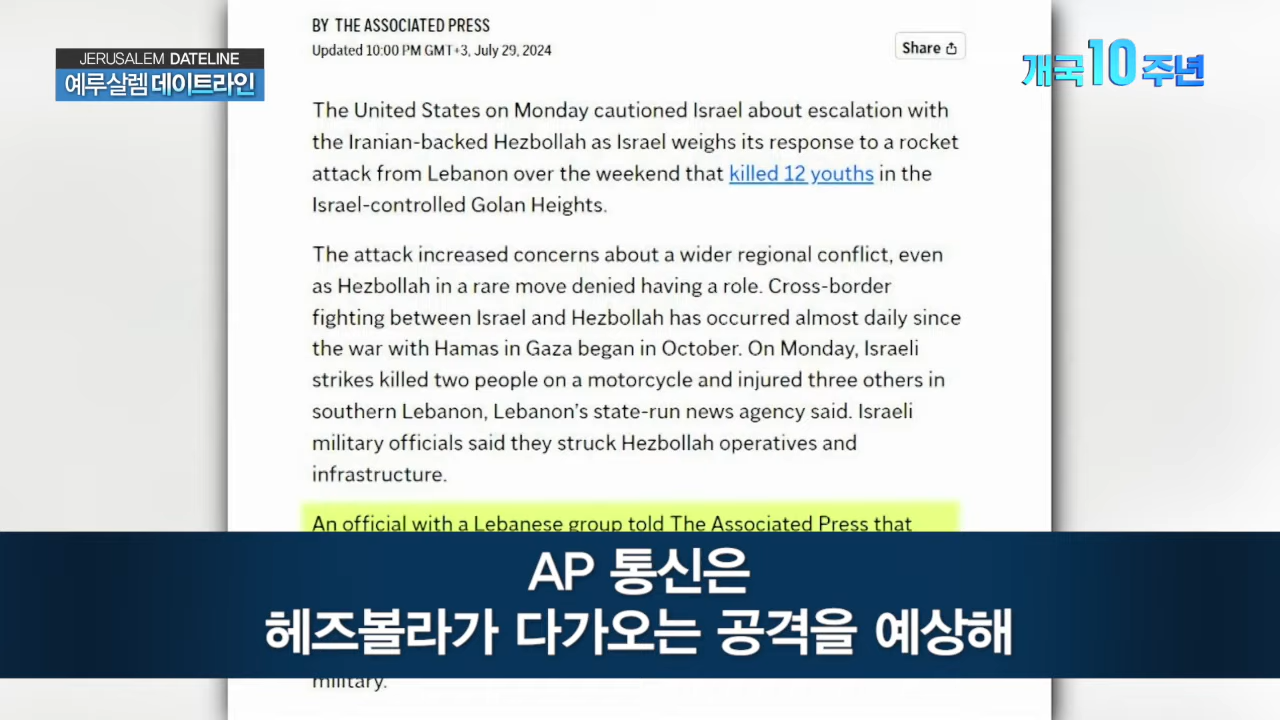 BY THE ASSOCIATED PRESS
Updated 10:00 PM GMT+3, July 29, 2024
Share
JERUSALEM DATELINE
예루살렘 데이트라인
개국 10 주년
The United States on Monday cautioned Israel about escalation with
the Iranian-backed Hezbollah as Israel weighs its response to a rocket
attack from Lebanon over the weekend that killed 12 youths in the
Israel-controlled Golan Heights.
The attack increased concerns about a wider regional conflict, even
as Hezbollah in a rare move denied having a role. Cross-border
fighting between Israel and Hezbollah has occurred almost daily since
the war with Hamas in Gaza began in October. On Monday, Israeli
strikes killed two people on a motorcycle and injured three others in
southern Lebanon, Lebanon's state-run news agency said. Israeli
military officials said they struck Hezbollah operatives and
infrastructure.
An official with a Lebanese group told The Associated Press that
AP 통신은
헤즈볼라가 다가오는 공격을 예상해
military.